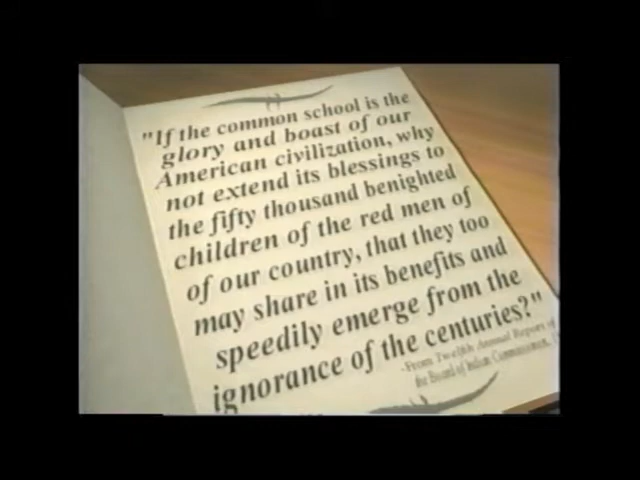 "If the common school is the
glory and boast of our
American civilization, why
not extend its blessings to
the fifty thousand benighted
children of the red men of
of our country, that they too
may share in its benefits and
speedily emerge from the
ignorance of the centuries?"
-From Twelfth Annual Report of
the Board of Indian Commissioners,